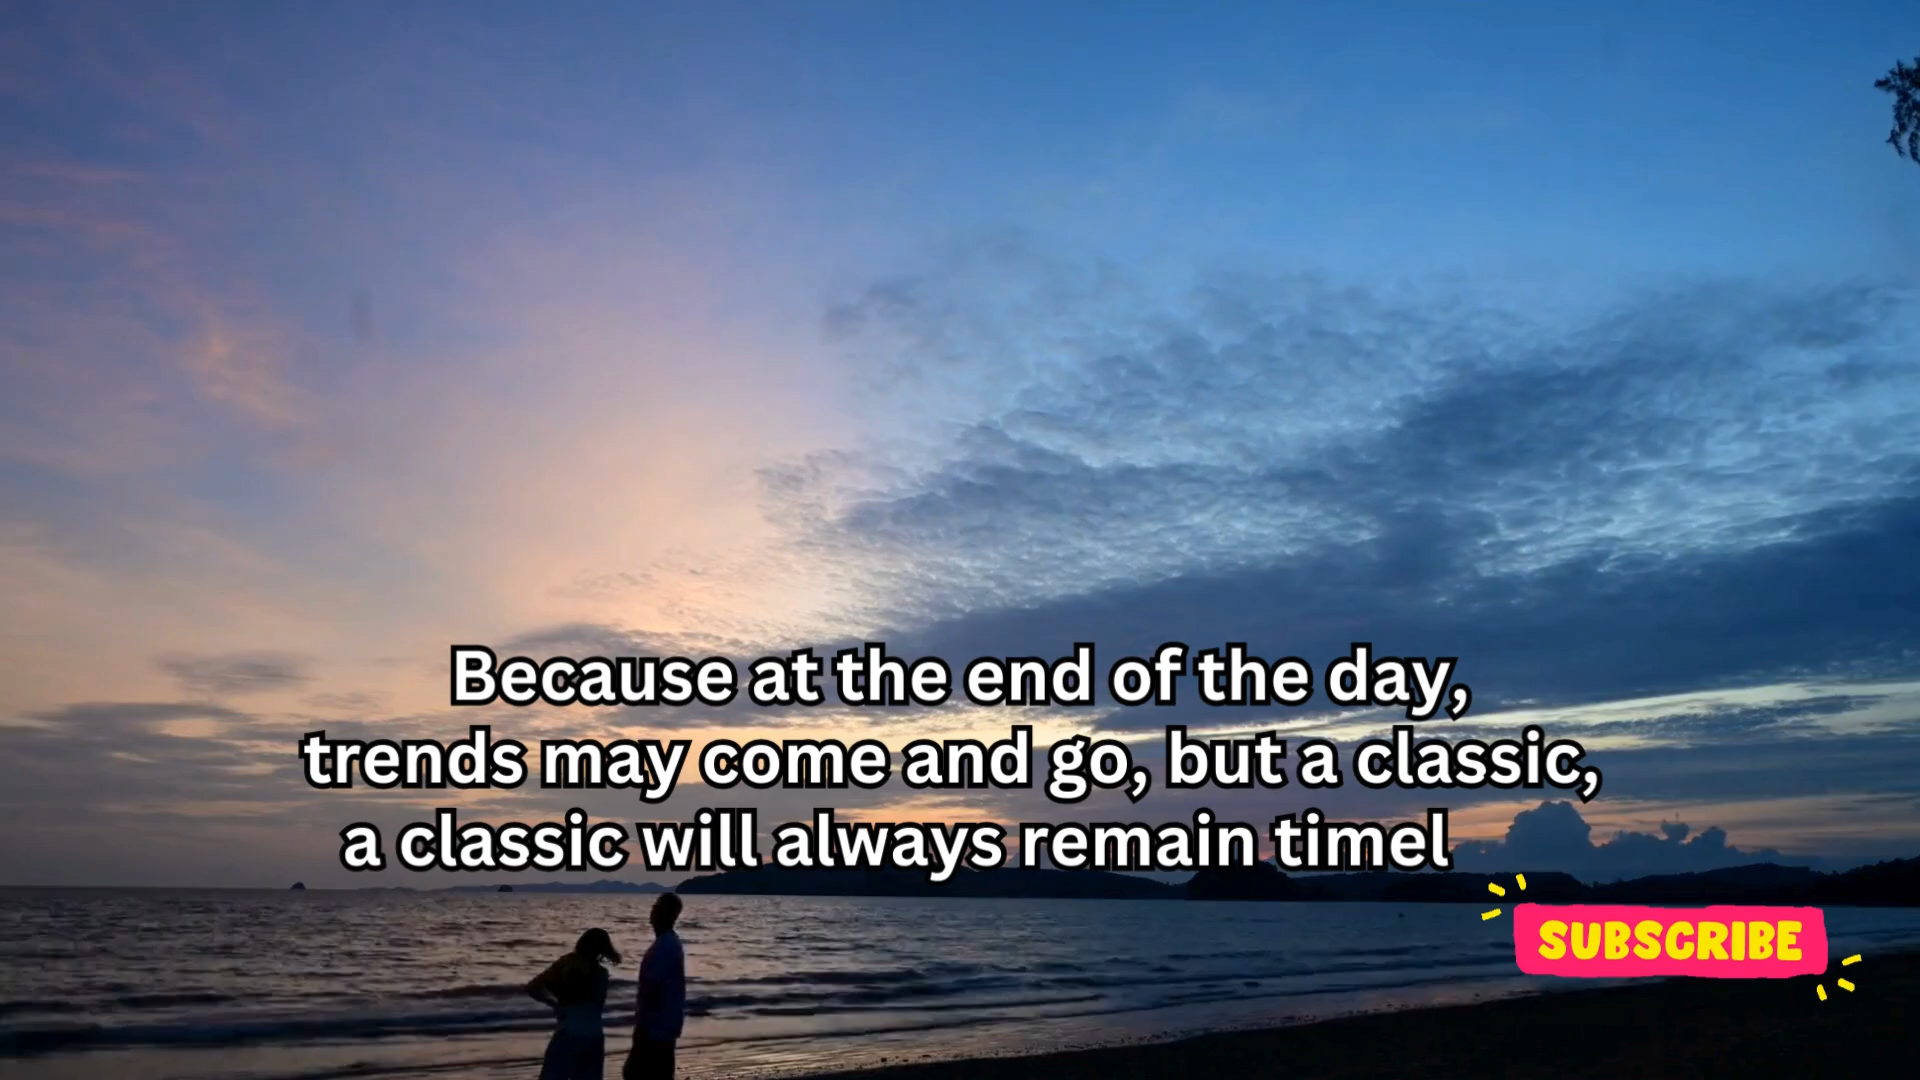 Because at the end of the day,
trends may come and go, but a classic,
a classic will always remain timel
SUBSCRIBE